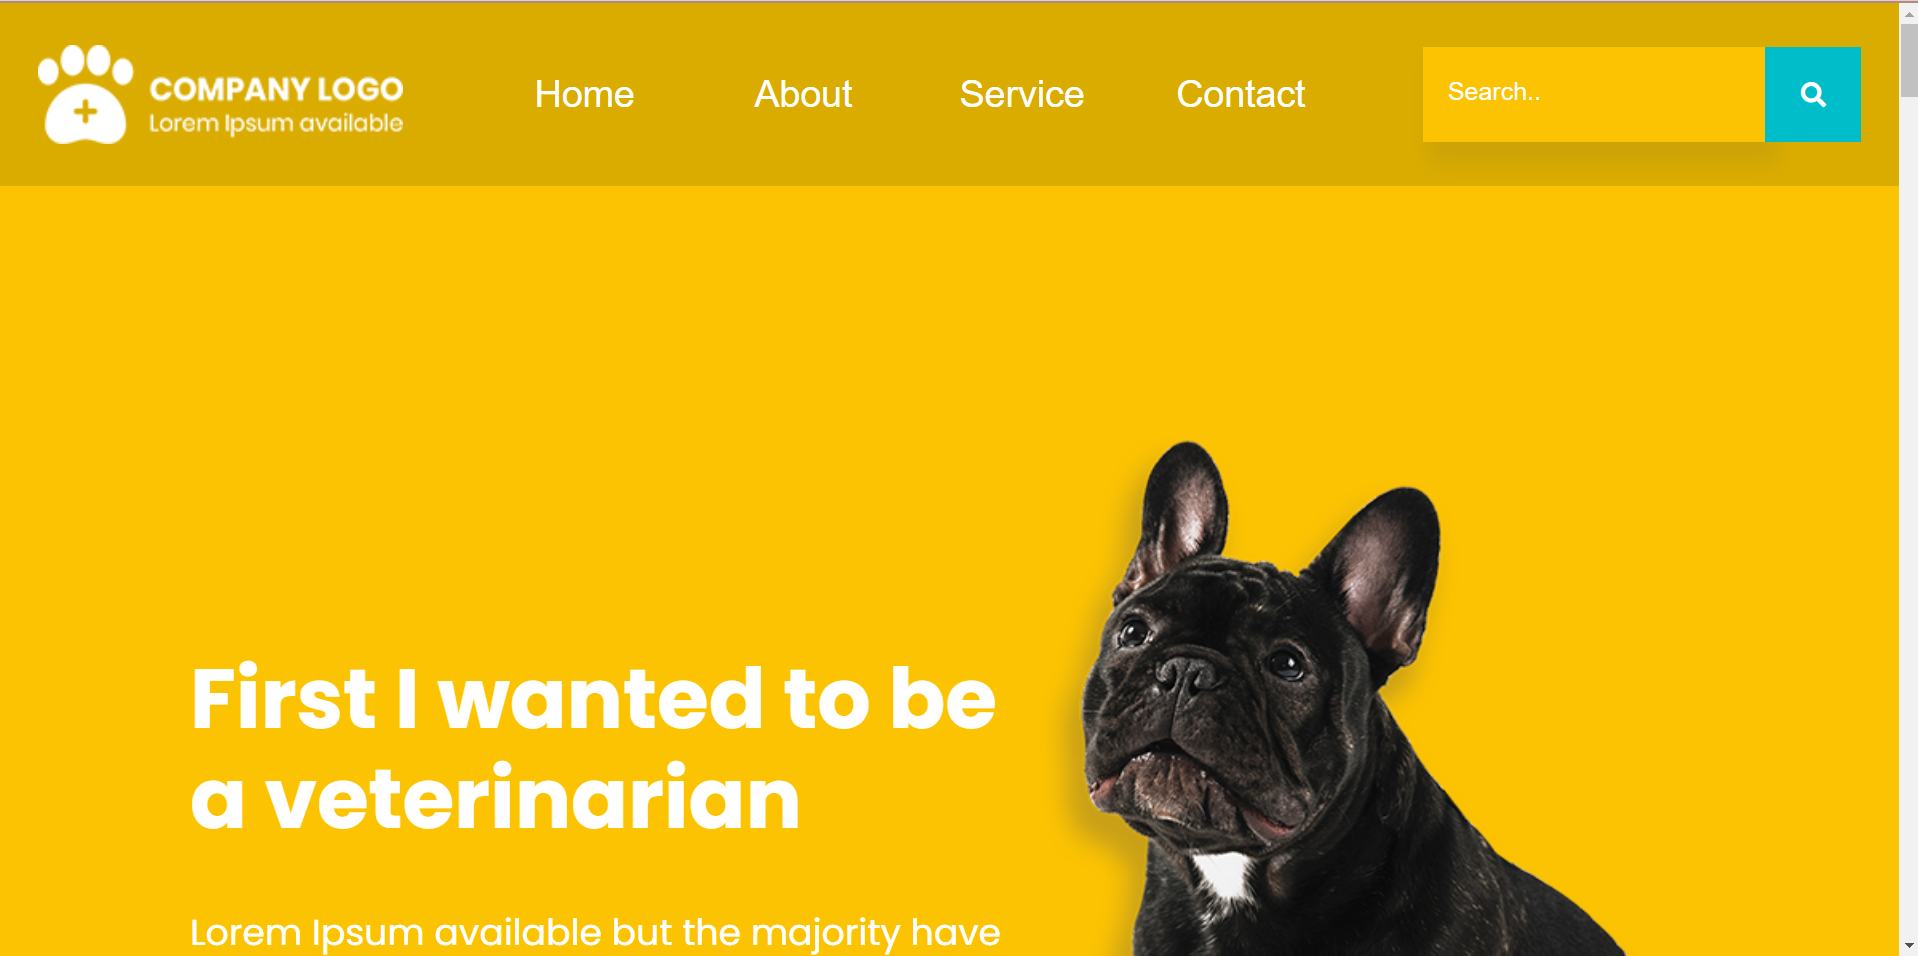 COMPANY LOGO
Lorem Ipsum available
Home About Service Contact Search..
First I wanted to be
a veterinarian
Lorem Ipsum available but the majority have